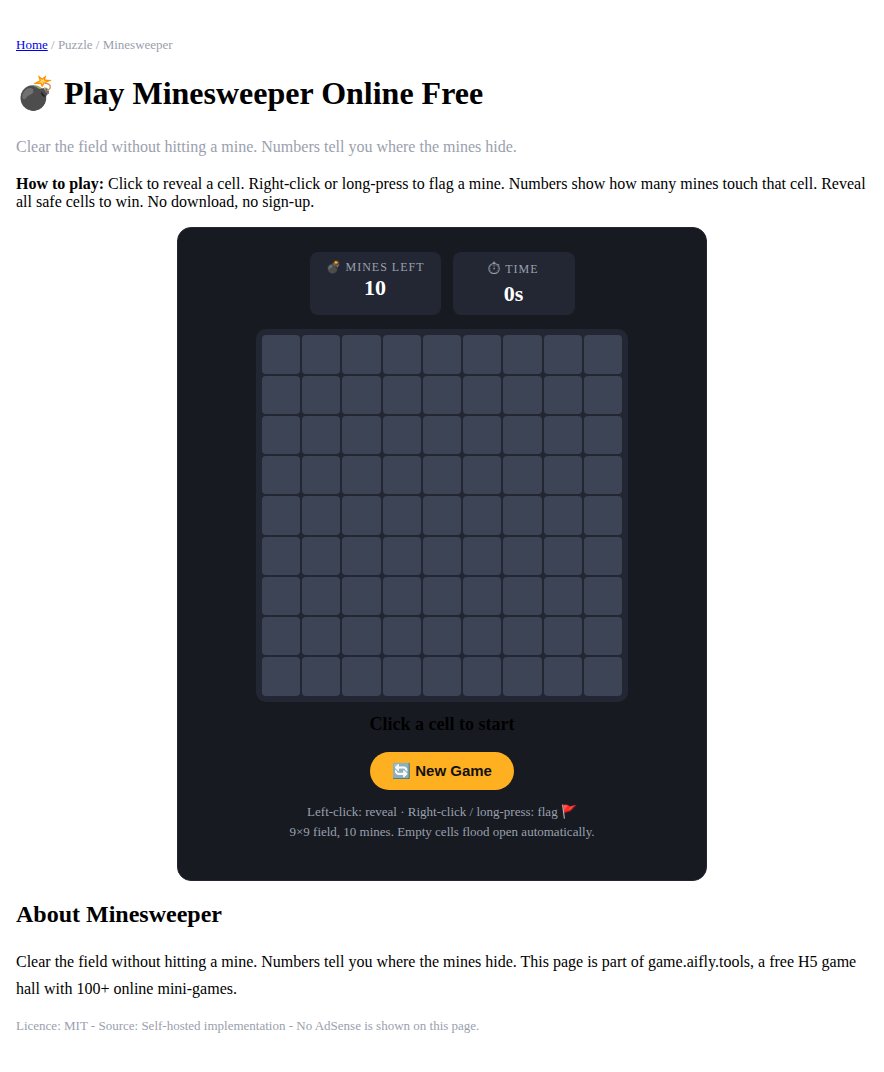 Home / Puzzle / Minesweeper
💣 Play Minesweeper Online Free
Clear the field without hitting a mine. Numbers tell you where the mines hide.
How to play: Click to reveal a cell. Right-click or long-press to flag a mine. Numbers show how many mines touch that cell. Reveal
all safe cells to win. No download, no sign-up.
💣 MINES LEFT
10
⏱ TIME
0s
Click a cell to start
🔄 New Game
Left-click: reveal · Right-click / long-press: flag 🚩
9×9 field, 10 mines. Empty cells flood open automatically.
About Minesweeper
Clear the field without hitting a mine. Numbers tell you where the mines hide. This page is part of game.aifly.tools, a free H5 game
hall with 100+ online mini-games.
Licence: MIT - Source: Self-hosted implementation - No AdSense is shown on this page.